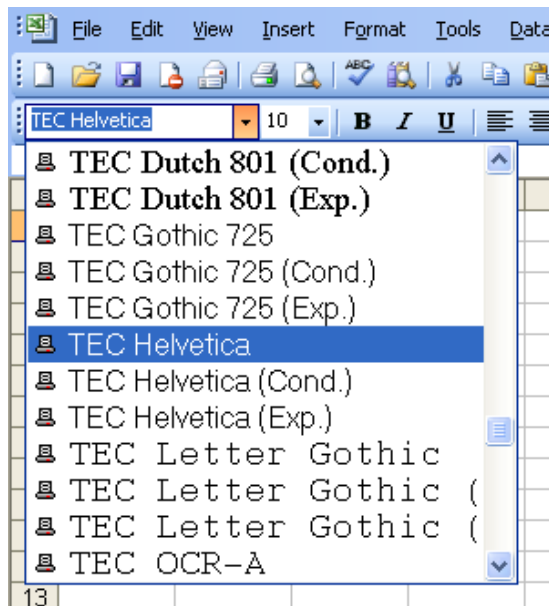 File Edit View Insert Format Tools Data
ABC
TEC Helvetica 10 B I U
TEC Dutch 801 (Cond.)
TEC Dutch 801 (Exp.)
TEC Gothic 725
TEC Gothic 725 (Cond.)
TEC Gothic 725 (Exp.)
TEC Helvetica
TEC Helvetica (Cond.)
TEC Helvetica (Exp.)
TEC Letter Gothic
TEC Letter Gothic (
TEC Letter Gothic (
TEC OCR-A
13